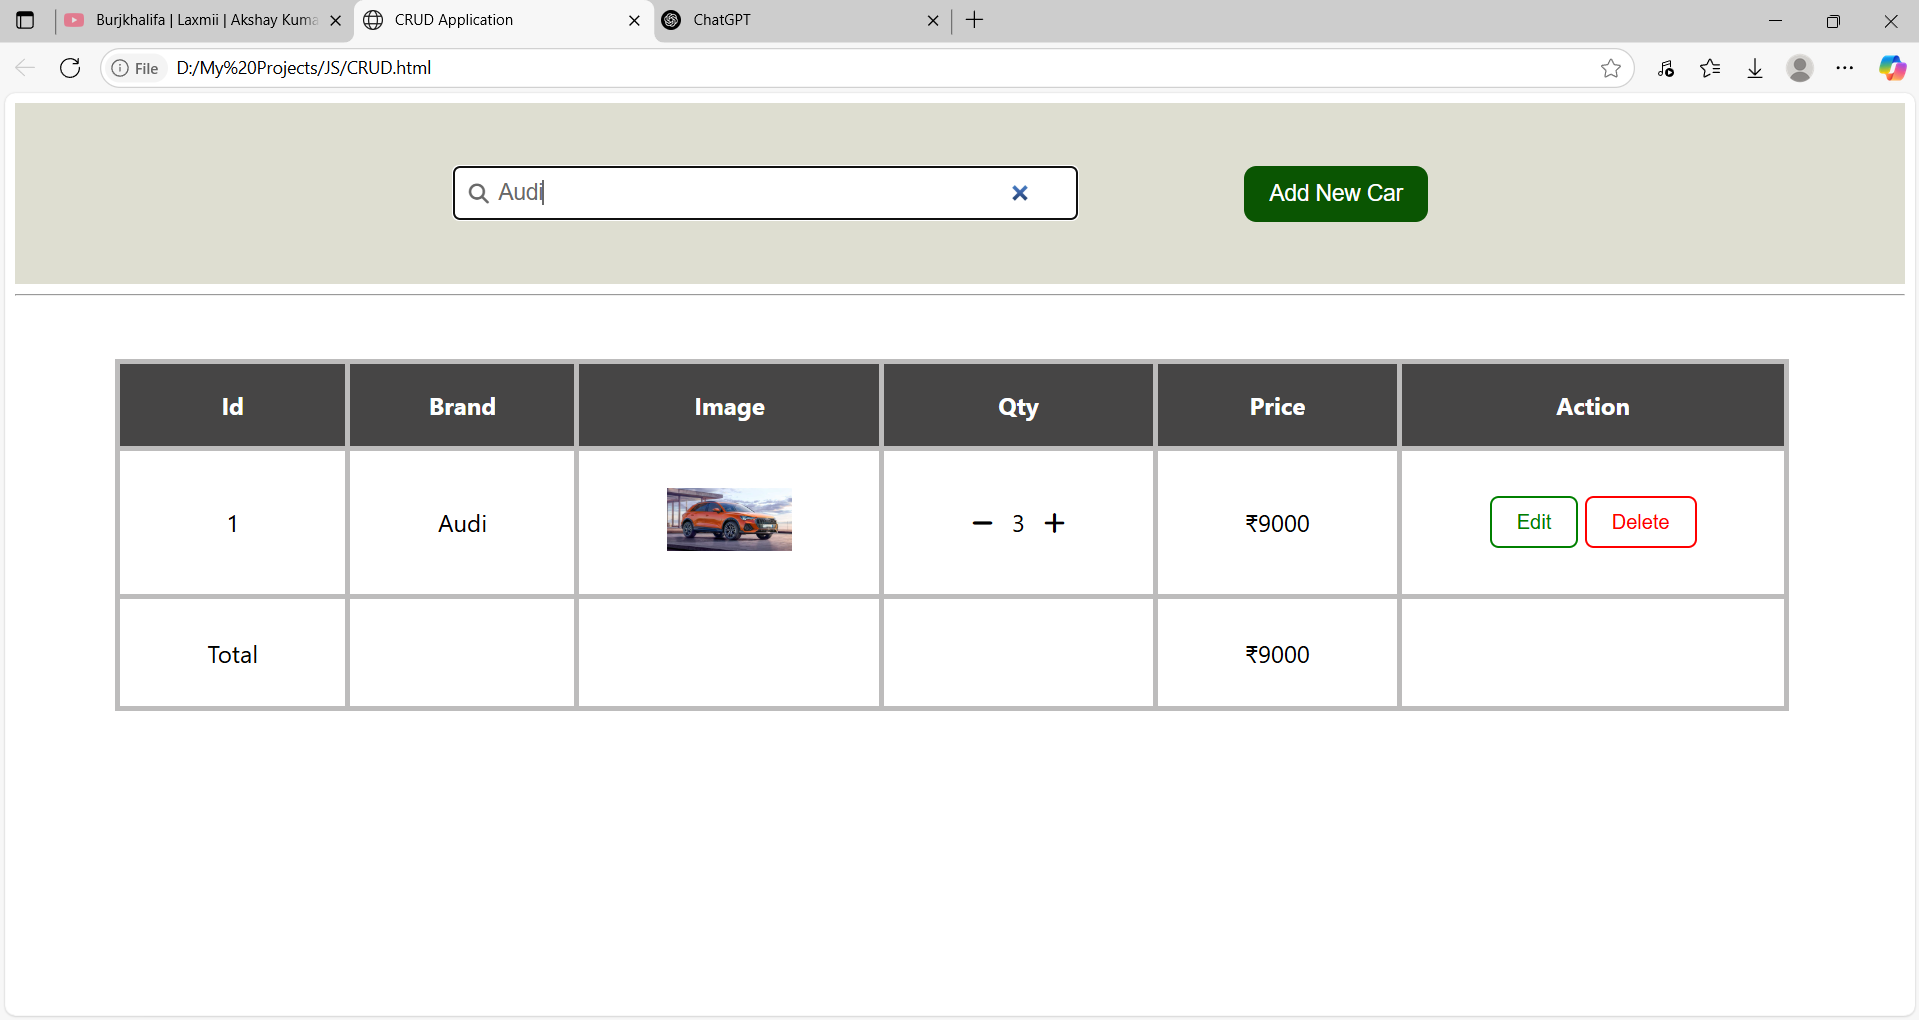 Burjkhalifa | Laxmii | Akshay Kuma
CRUD Application
ChatGPT
File
D:/My%20Projects/JS/CRUD.html
Audi
Add New Car
Id Brand Image Qty Price Action
1 Audi 3 ₹9000 Edit Delete
Total ₹9000